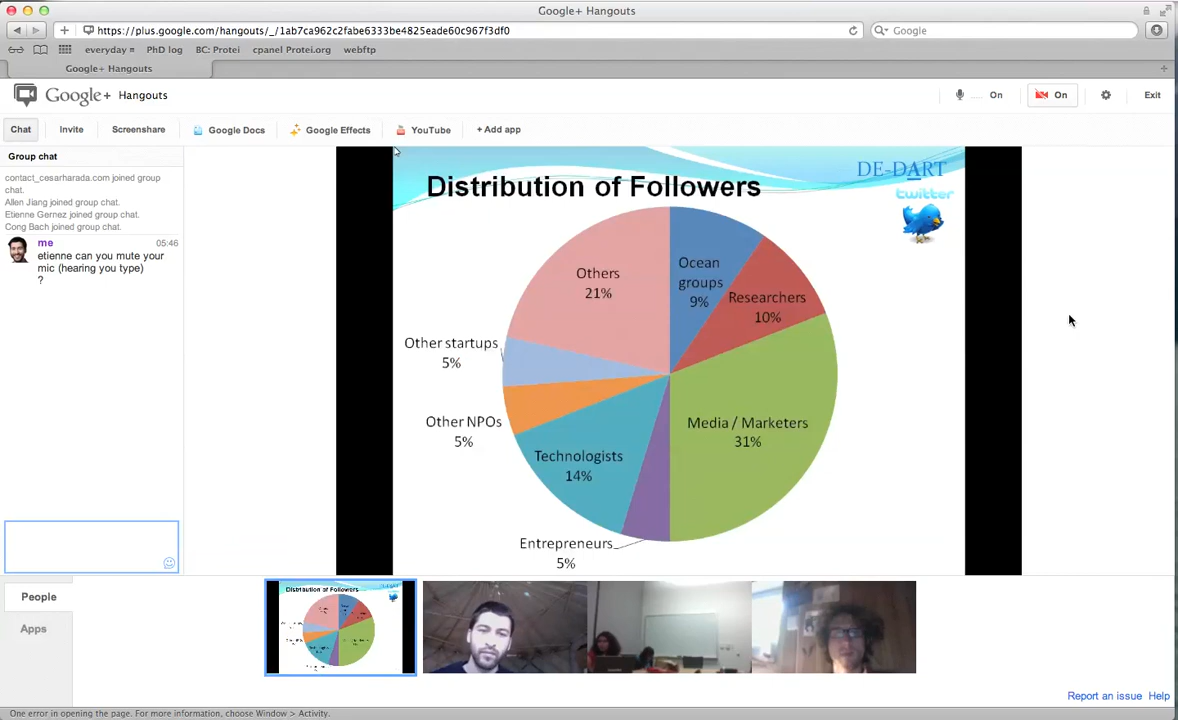 Google+ Hangouts
https://plus.google.com/hangouts/_/1ab7ca962c2fabe6333be4825eade60c967f3df0
Google
everyday
PhD log
BC: Protei
cpanel Protei.org
webftp
Google+ Hangouts
Google+ Hangouts
On
On
Exit
Chat
Invite
Screenshare
Google Docs
Google Effects
YouTube
+ Add app
Group chat
contact_cesarharada.com joined group
chat.
Allen Jiang joined group chat.
Etienne Gernez joined group chat.
Cong Bach joined group chat.
me 05:46
etienne can you mute your
mic (hearing you type)
?
DE-DART
twitter
Distribution of Followers
Ocean
groups
9%
Researchers
10%
Media / Marketers
31%
Entrepreneurs
5%
Technologists
14%
Other NPOs
5%
Other startups
5%
Others
21%
People
Apps
Distribution of Followers
Report an issue Help
One error in opening the page. For more information, choose Window > Activity.